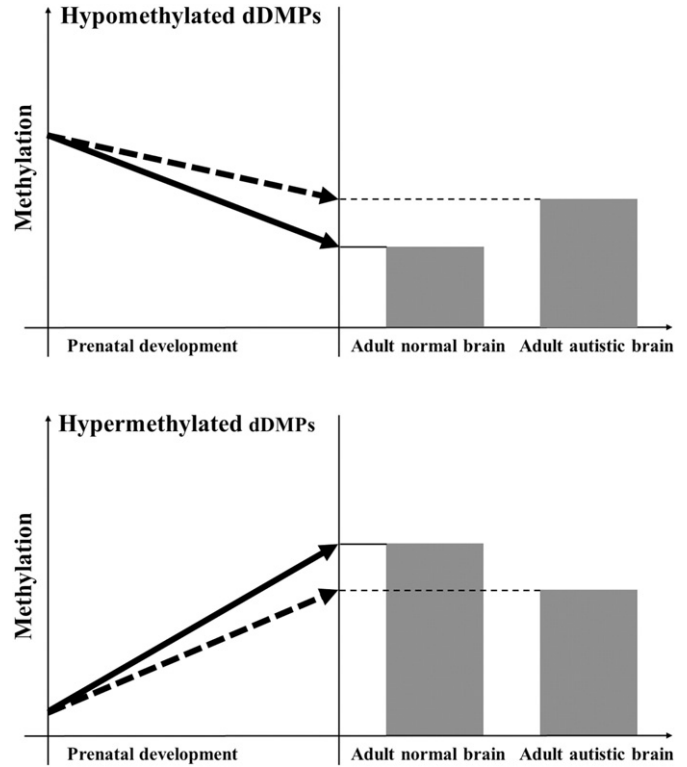 Hypomethylated dDMPs
Methylation
Prenatal development
Adult normal brain
Adult autistic brain
Hypermethylated dDMPs
Methylation
Prenatal development
Adult normal brain
Adult autistic brain